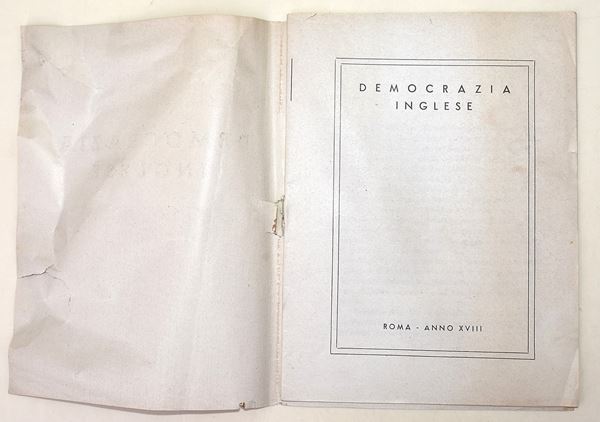 DEMOCRAZIA
INGLESE
ROMA - ANNO XVIII